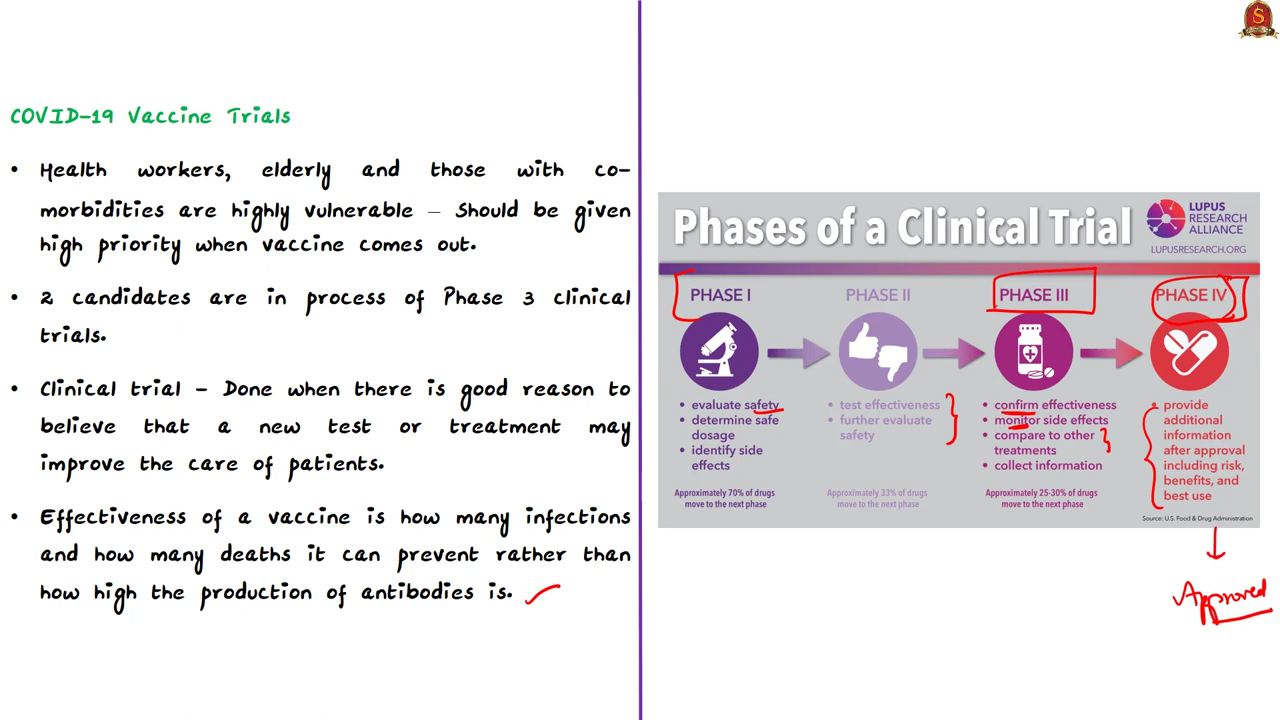 COVID-19 Vaccine Trials
• Health workers, elderly and those with co-
morbidities are highly vulnerable – Should be given
high priority when vaccine comes out.
• 2 candidates are in process of Phase 3 clinical
trials.
• Clinical trial – Done when there is good reason to
believe that a new test or treatment may
improve the care of patients.
• Effectiveness of a vaccine is how many infections
and how many deaths it can prevent rather than
how high the production of antibodies is.
Phases of a Clinical Trial
LUPUS
RESEARCH
ALLIANCE
LUPUSRESEARCH.ORG
PHASE I
• evaluate safety
• determine safe
dosage
• identify side
effects
Approximately 70% of drugs
move to the next phase
PHASE II
• test effectiveness
• further evaluate
safety
Approximately 33% of drugs
move to the next phase
PHASE III
• confirm effectiveness
• monitor side effects
• compare to other
treatments
• collect information
Approximately 25-30% of drugs
move to the next phase
PHASE IV
• provide
additional
information
after approval
including risk,
benefits, and
best use
Source: U.S. Food & Drug Administration
Approved